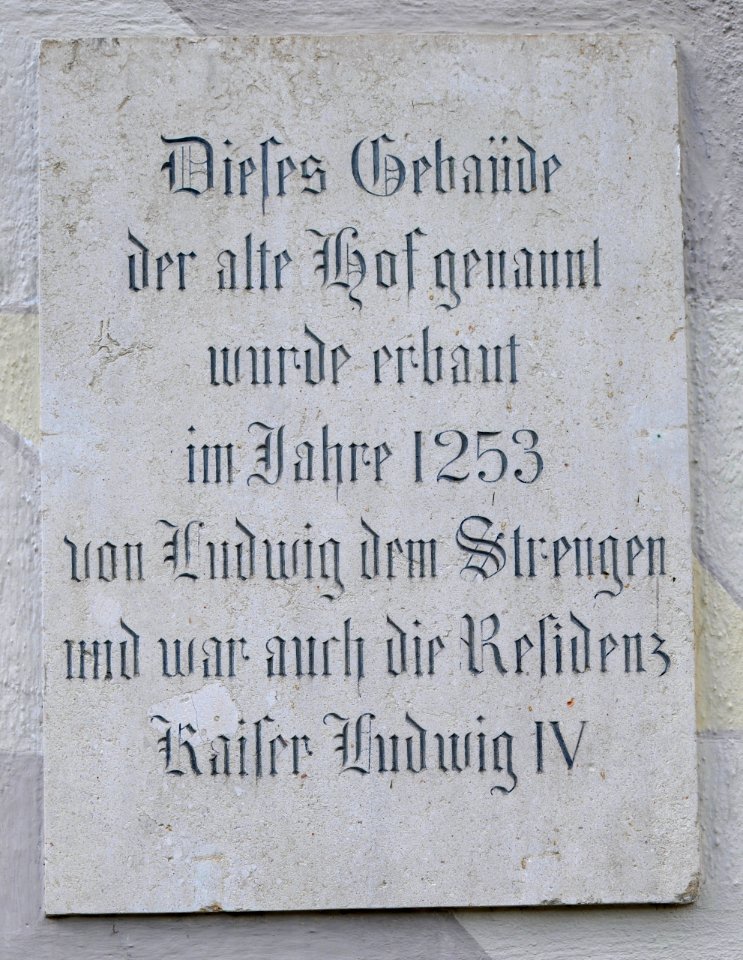 Dieses Gebäude
der alte Hof genannt
wurde erbaut
im Jahre 1253
von Ludwig dem Strengen
und war auch die Residenz
Kaiser Ludwig IV